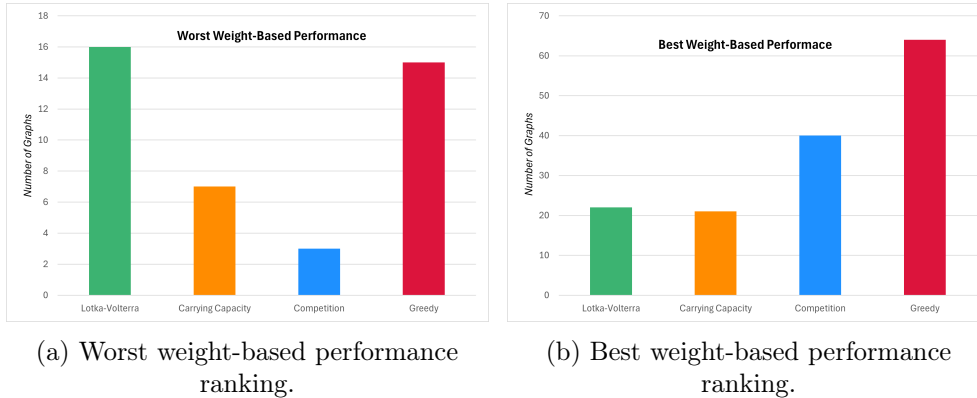 Worst Weight-Based Performance
Number of Graphs
18
16
14
12
10
8
6
4
2
0
Lotka-Volterra Carrying Capacity Competition Greedy
(a) Worst weight-based performance
ranking.
Best Weight-Based Performace
Number of Graphs
70
60
50
40
30
20
10
0
Lotka-Volterra Carrying Capacity Competition Greedy
(b) Best weight-based performance
ranking.